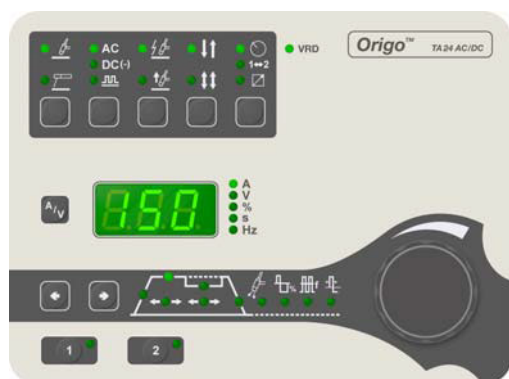 AC
VRD
Origo™ TA24 AC/DC
DC(-)
1↔2
A/V
150
A
V
%
s
Hz
%
f
1
2